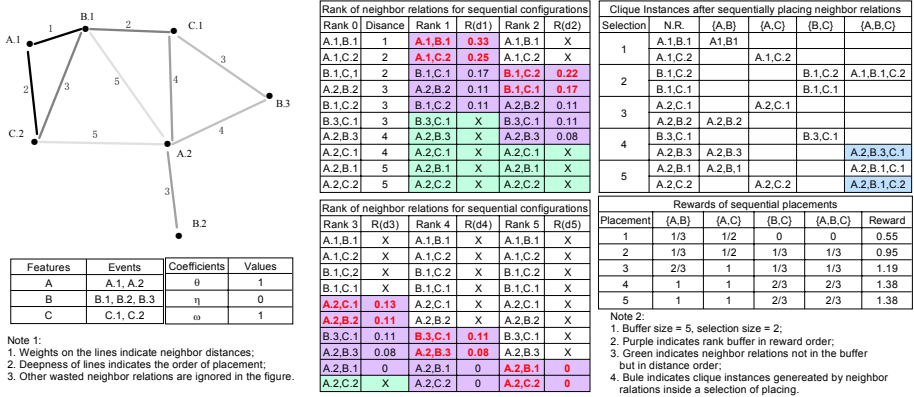 B.1
C.1
A.1
B.3
C.2
A.2
B.2
1
2
2
3
5
4
3
5
4
3
Features Events Coefficients Values
A A.1, A.2 θ 1
B B.1, B.2, B.3 η 0
C C.1, C.2 ω 1
Note 1:
1. Weights on the lines indicate neighbor distances;
2. Deepness of lines indicates the order of placement;
3. Other wasted neighbor relations are ignored in the figure.
Rank of neighbor relations for sequential configurations
Rank 0 Distance Rank 1 R(d1) Rank 2 R(d2)
A.1,B.1 1 A.1,B.1 0.33 A.1,B.1 X
A.1,C.2 2 A.1,C.2 0.25 A.1,C.2 X
B.1,C,1 2 B.1,C.1 0.17 B.1,C.2 0.22
A.2,B.2 3 A.2,B.2 0.11 B.1,C.1 0.17
B.1,C.2 3 B.1,C.2 0.11 A.2,B.2 0.11
B.3,C.1 3 B.3,C.1 X B.3,C.1 0.11
A.2,B.3 4 A.2,B.3 X A.2,B.3 0.08
A.2,C.1 4 A.2,C.1 X A.2,C.1 X
A.2,B.1 5 A.2,B.1 X A.2,B.1 X
A.2,C.2 5 A.2,C.2 X A.2,C.2 X
Rank of neighbor relations for sequential configurations
Rank 3 R(d3) Rank 4 R(d4) Rank 5 R(d5)
A.1,B.1 X A.1,B.1 X A.1,B.1 X
A.1,C.2 X A.1,C.2 X A.1,C.2 X
B.1,C.2 X B.1,C.2 X B.1,C.2 X
B.1,C.1 X B.1,C.1 X B.1,C.1 X
A.2,C.1 0.13 A.2,C.1 X A.2,C.1 X
A.2,B.2 0.11 A.2,B.2 X A.2,B.2 X
B.3,C.1 0.11 B.3,C.1 0.11 B.3,C.1 X
A.2,B.3 0.08 A.2,B.3 0.08 A.2,B.3 X
A.2,B.1 0 A.2,B.1 0 A.2,B.1 0
A.2,C.2 X A.2,C.2 0 A.2,C.2 0
Clique Instances after sequentially placing neighbor relations
Selection N.R. {A,B} {A,C} {B,C} {A,B,C}
1 A.1,B.1 A1,B1
A.1,C.2 A.1,C.2
2 B.1,C.2 B.1,C.2 A.1,B.1,C.2
B.1,C.1 B.1,C.1
3 A.2,C.1 A.2,C.1
A.2,B.2 A.2,B.2
4 B.3,C.1 B.3,C.1
A.2,B.3 A.2,B.3 A.2,B.3,C.1
5 A.2,B.1 A.2,B,1 A.2,B.1,C.1
A.2,C.2 A.2,C.2 A.2,B.1,C.2
Rewards of sequential placements
Placement {A,B} {A,C} {B,C} {A,B,C} Reward
1 1/3 1/2 0 0 0.55
2 1/3 1/2 1/3 1/3 0.95
3 2/3 1 1/3 1/3 1.19
4 1 1 2/3 2/3 1.38
5 1 1 2/3 2/3 1.38
Note 2:
1. Buffer size = 5, selection size = 2;
2. Purple indicates rank buffer in reward order;
3. Green indicates neighbor relations not in the buffer
but in distance order;
4. Bule indicates clique instances genereated by neighbor
ralations inside a selection of placing.